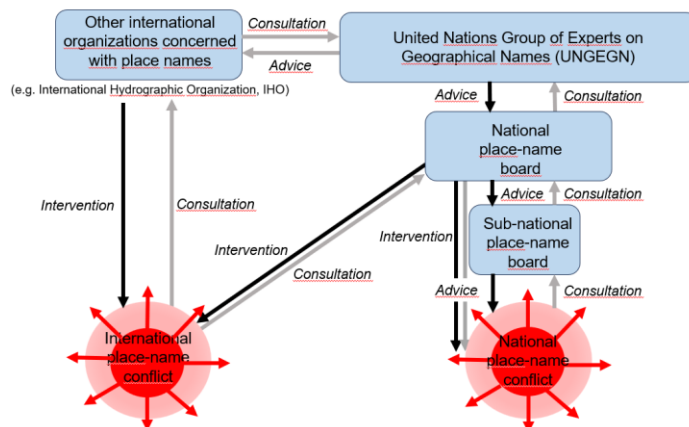 Other international
organizations concerned
with place names
(e.g. International Hydrographic Organization, IHO)
Consultation
Advice
United Nations Group of Experts on
Geographical Names (UNGEGN)
Advice
Consultation
National
place-name
board
Intervention
Consultation
Intervention
Consultation
Intervention
Advice
Advice
Consultation
Sub-national
place-name
board
Consultation
International
place-name
conflict
National
place-name
conflict